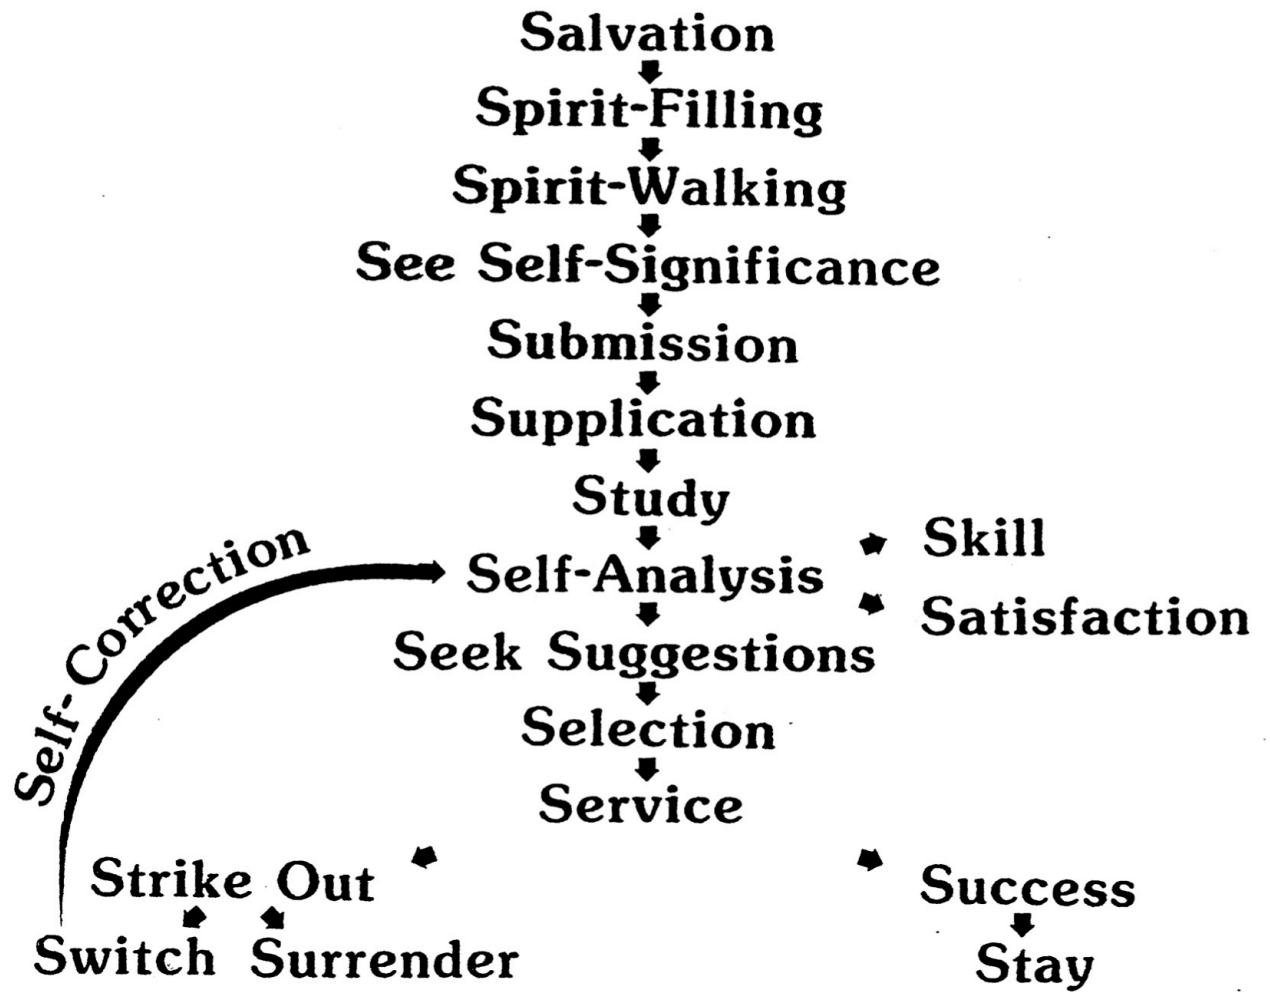 Salvation
Spirit-Filling
Spirit-Walking
See Self-Significance
Submission
Supplication
Study
Skill
Self-Analysis
Satisfaction
Seek Suggestions
Selection
Service
Self-Correction
Strike Out
Success
Switch Surrender
Stay